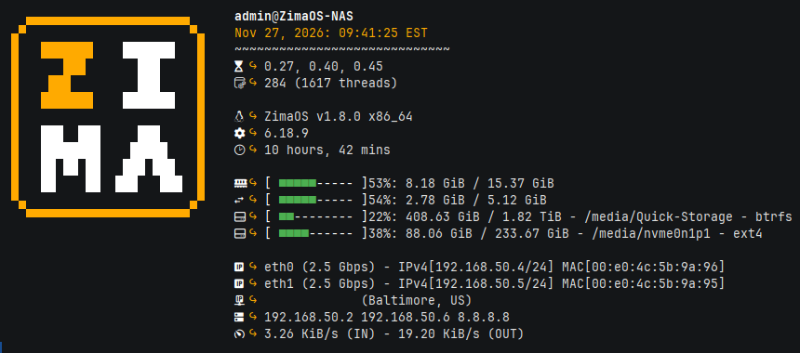 ZI
MA
admin@ZimaOS-NAS
Nov 27, 2026: 09:41:25 EST
~~~~~~~~~~~~~~~~~~~~~~~~~~~~~
0.27, 0.40, 0.45
284 (1617 threads)
ZimaOS v1.8.0 x86_64
6.18.9
10 hours, 42 mins
[ ■■■■■----- ]53%: 8.18 GiB / 15.37 GiB
[ ■■■■■----- ]54%: 2.78 GiB / 5.12 GiB
[ ■■-------- ]22%: 408.63 GiB / 1.82 TiB - /media/Quick-Storage - btrfs
[ ■■■■------ ]38%: 88.06 GiB / 233.67 GiB - /media/nvme0n1p1 - ext4
IP eth0 (2.5 Gbps) - IPv4[192.168.50.4/24] MAC[00:e0:4c:5b:9a:96]
IP eth1 (2.5 Gbps) - IPv4[192.168.50.5/24] MAC[00:e0:4c:5b:9a:95]
IP (Baltimore, US)
192.168.50.2 192.168.50.6 8.8.8.8
3.26 KiB/s (IN) - 19.20 KiB/s (OUT)